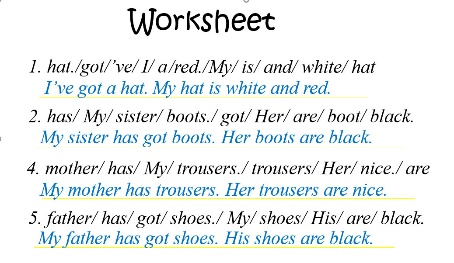 Worksheet
1. hat./got/'ve/ I/ a/red./My/ is/ and/ white/ hat
I've got a hat. My hat is white and red.
2. has/ My/ sister/ boots./ got/ Her/ are/ boot/ black.
My sister has got boots. Her boots are black.
4. mother/ has/ My/ trousers./ trousers/ Her/ nice./ are
My mother has trousers. Her trousers are nice.
5. father/ has/ got/ shoes./ My/ shoes/ His/ are/ black.
My father has got shoes. His shoes are black.